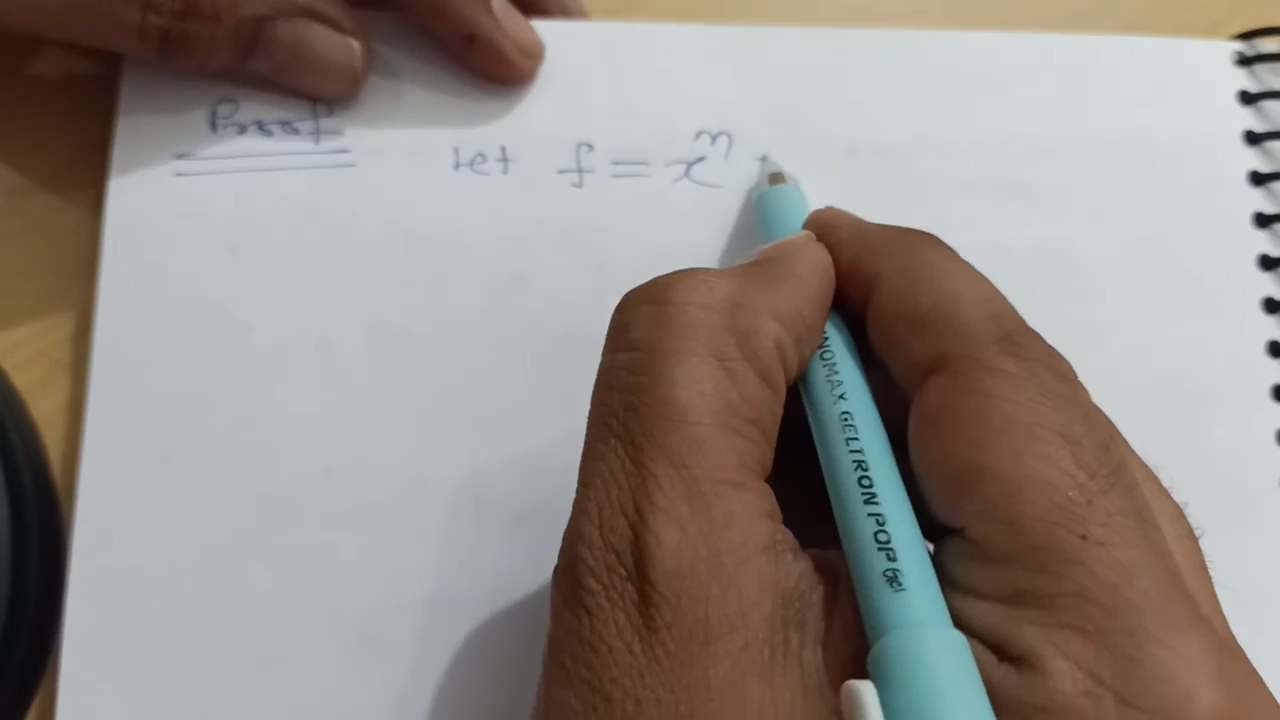 Proof
let f = xⁿ
NOMAX GELTRON POP Gel